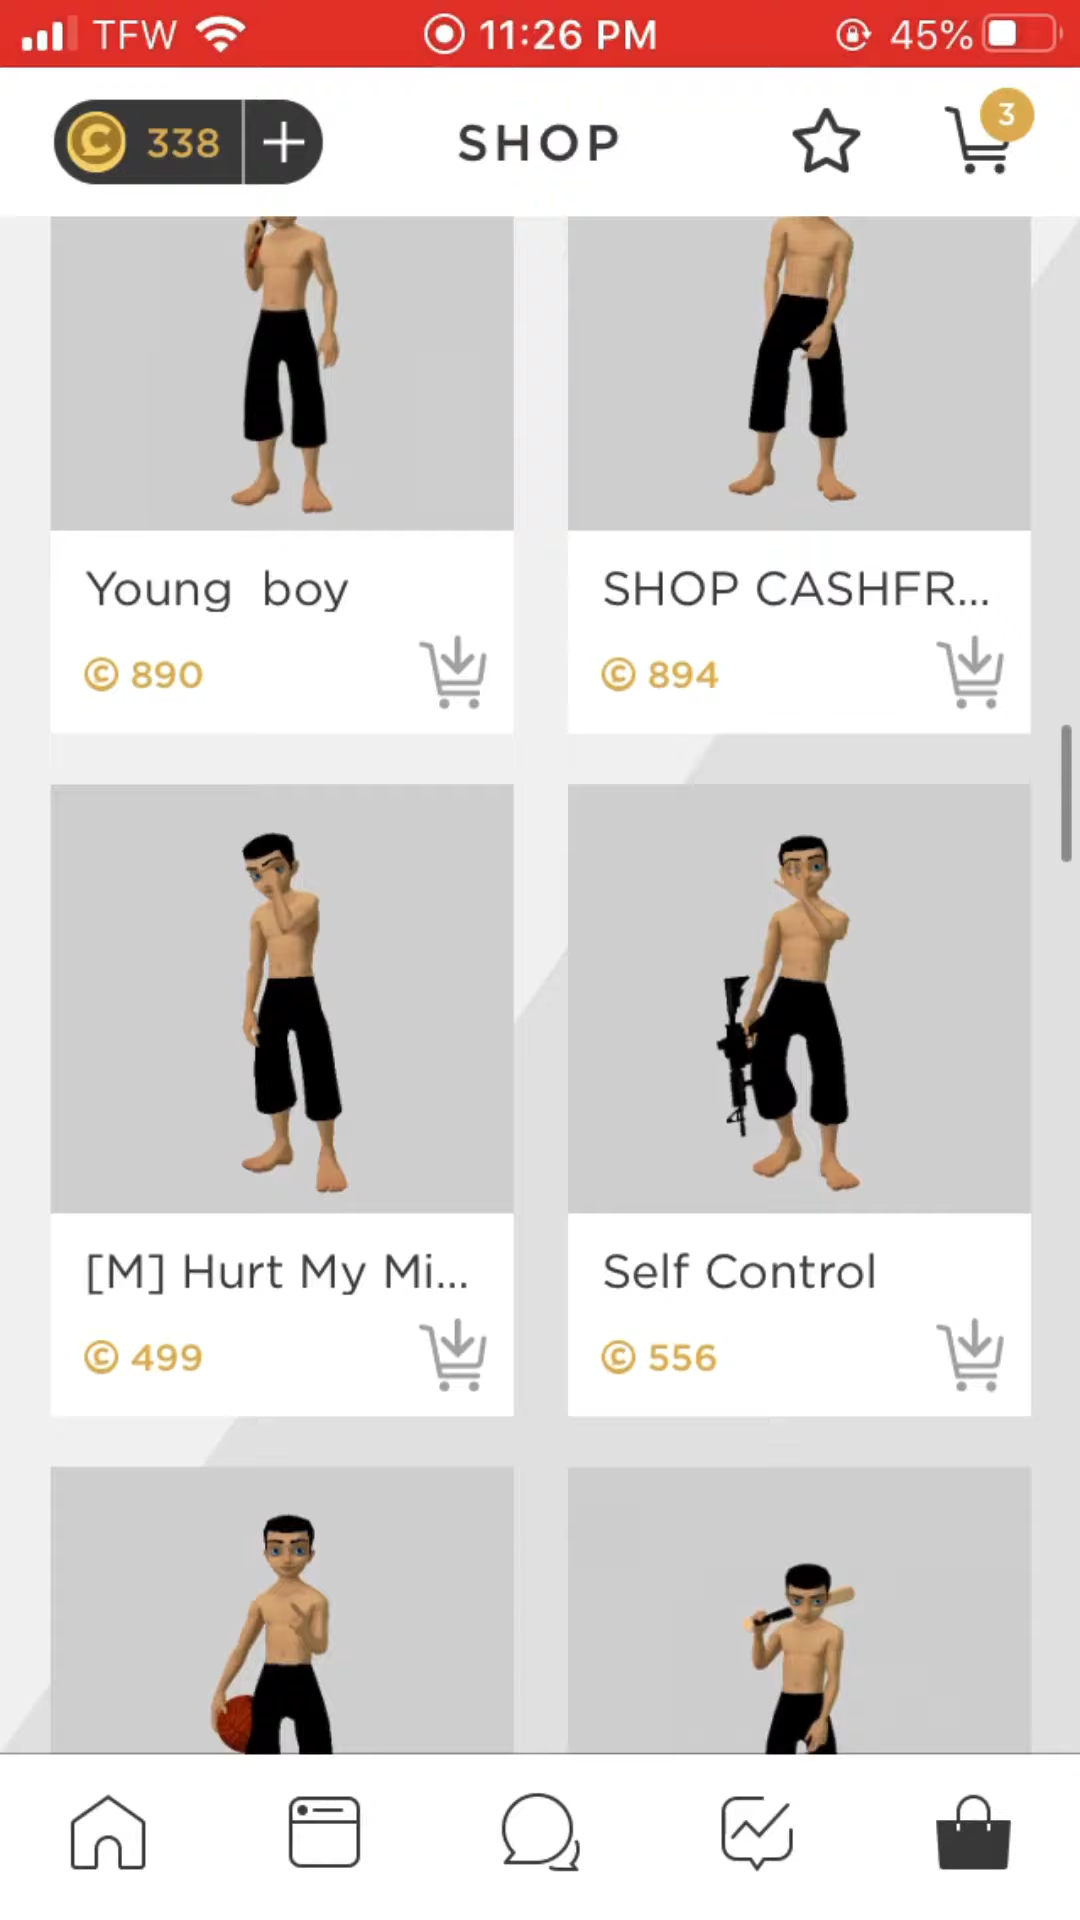 TFW 11:26 PM 45%
338 + SHOP 3
Young boy
© 890
SHOP CASHFR...
© 894
[M] Hurt My Mi...
© 499
Self Control
© 556